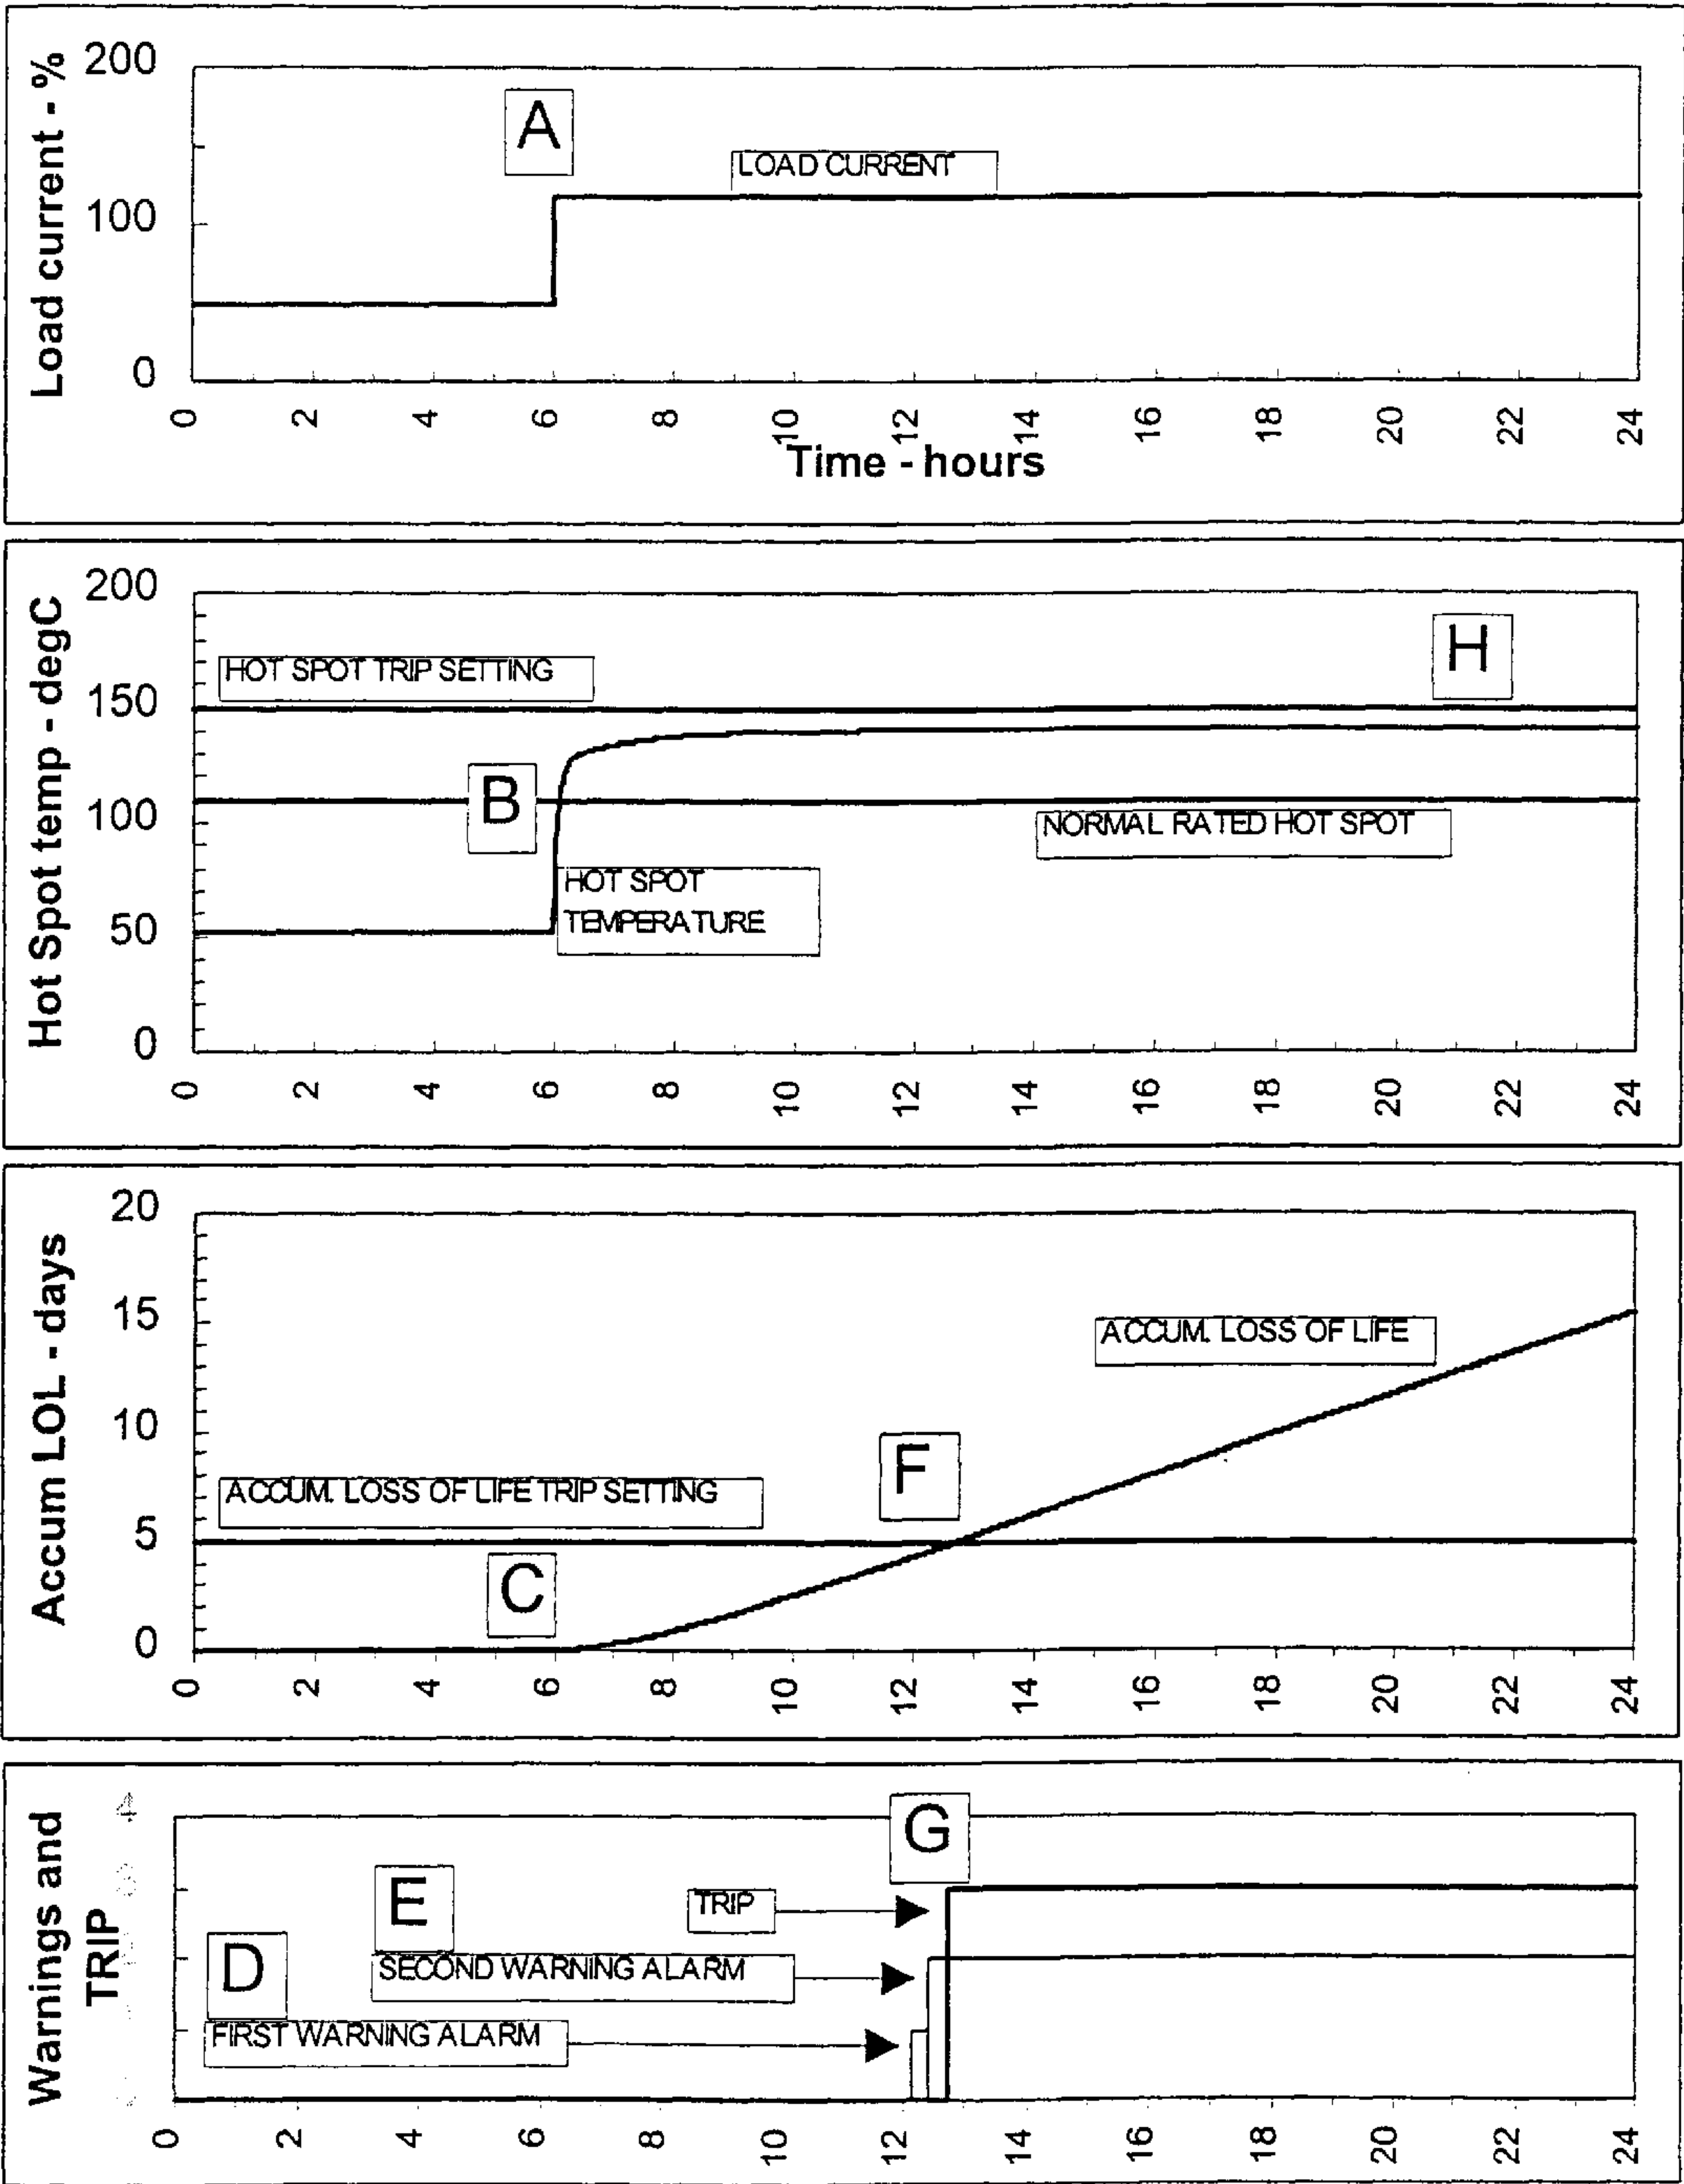 Load current - %
200
100
0
A
LOAD CURRENT
0 2 4 6 8 10 12 14 16 18 20 22 24
Time - hours
Hot Spot temp - degC
200
150
100
50
0
HOT SPOT TRIP SETTING
H
B
NORMAL RATED HOT SPOT
HOT SPOT
TEMPERATURE
0 2 4 6 8 10 12 14 16 18 20 22 24
Accum LOL - days
20
15
10
5
0
ACCUM. LOSS OF LIFE
F
ACCUM. LOSS OF LIFE TRIP SETTING
C
0 2 4 6 8 10 12 14 16 18 20 22 24
Warnings and
TRIP
4
G
E
TRIP
D
SECOND WARNING ALARM
FIRST WARNING ALARM
0 2 4 6 8 10 12 14 16 18 20 22 24